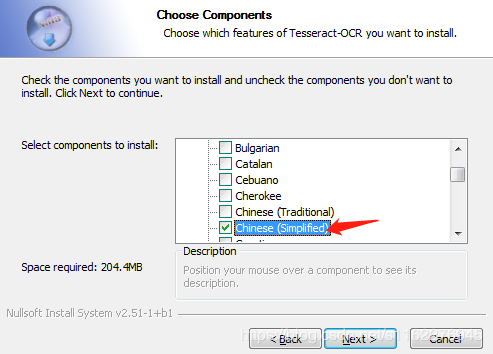 Choose Components
Choose which features of Tesseract-OCR you want to install.
Check the components you want to install and uncheck the components you don't want to
install. Click Next to continue.
Select components to install:
Bulgarian
Catalan
Cebuano
Cherokee
Chinese (Traditional)
Chinese (Simplified)
Space required: 204.4MB
Description
Position your mouse over a component to see its
description.
Nullsoft Install System v2.51-1+b1
< Back
Next >
Cancel